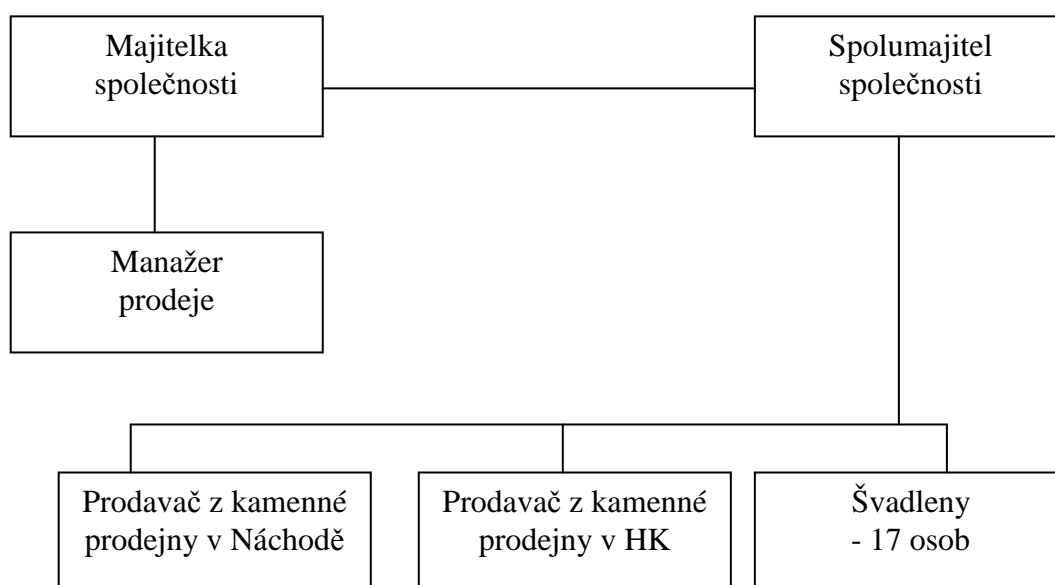 Majitelka
společnosti
Spolumajitel
společnosti
Manažer
prodeje
Prodavač z kamenné
prodejny v Náchodě
Prodavač z kamenné
prodejny v HK
Švadleny
- 17 osob